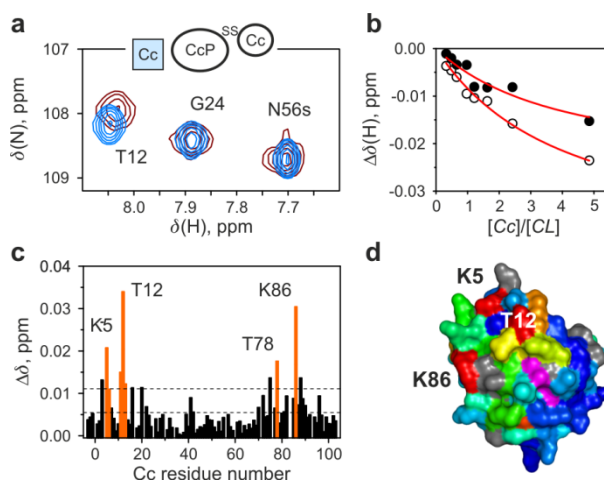 a
Cc CcP SS Cc
107
108
109
δ(N), ppm
T12
G24
N56s
8.0 7.9 7.8 7.7
δ(H), ppm
b
0.00
-0.01
-0.02
-0.03
Δδ(H), ppm
0 1 2 3 4 5
[Cc]/[CL]
c
0.04
0.03
0.02
0.01
0.00
Δδ, ppm
K5
T12
T78
K86
0 20 40 60 80 100
Cc residue number
d
K5
T12
K86